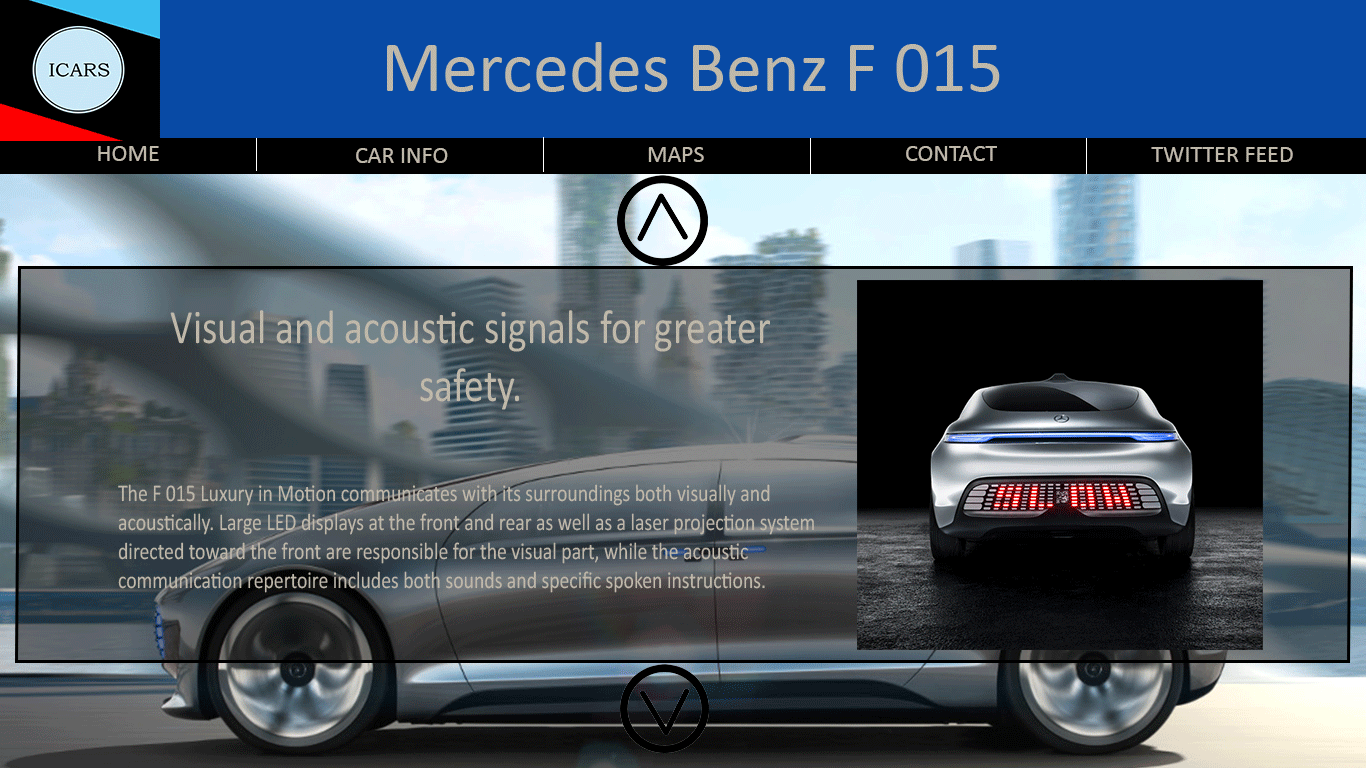 ICARS
Mercedes Benz F 015
HOME
CAR INFO
MAPS
CONTACT
TWITTER FEED
Visual and acoustic signals for greater
safety.
The F 015 Luxury in Motion communicates with its surroundings both visually and
acoustically. Large LED displays at the front and rear as well as a laser projection system
directed toward the front are responsible for the visual part, while the acoustic
communication repertoire includes both sounds and specific spoken instructions.